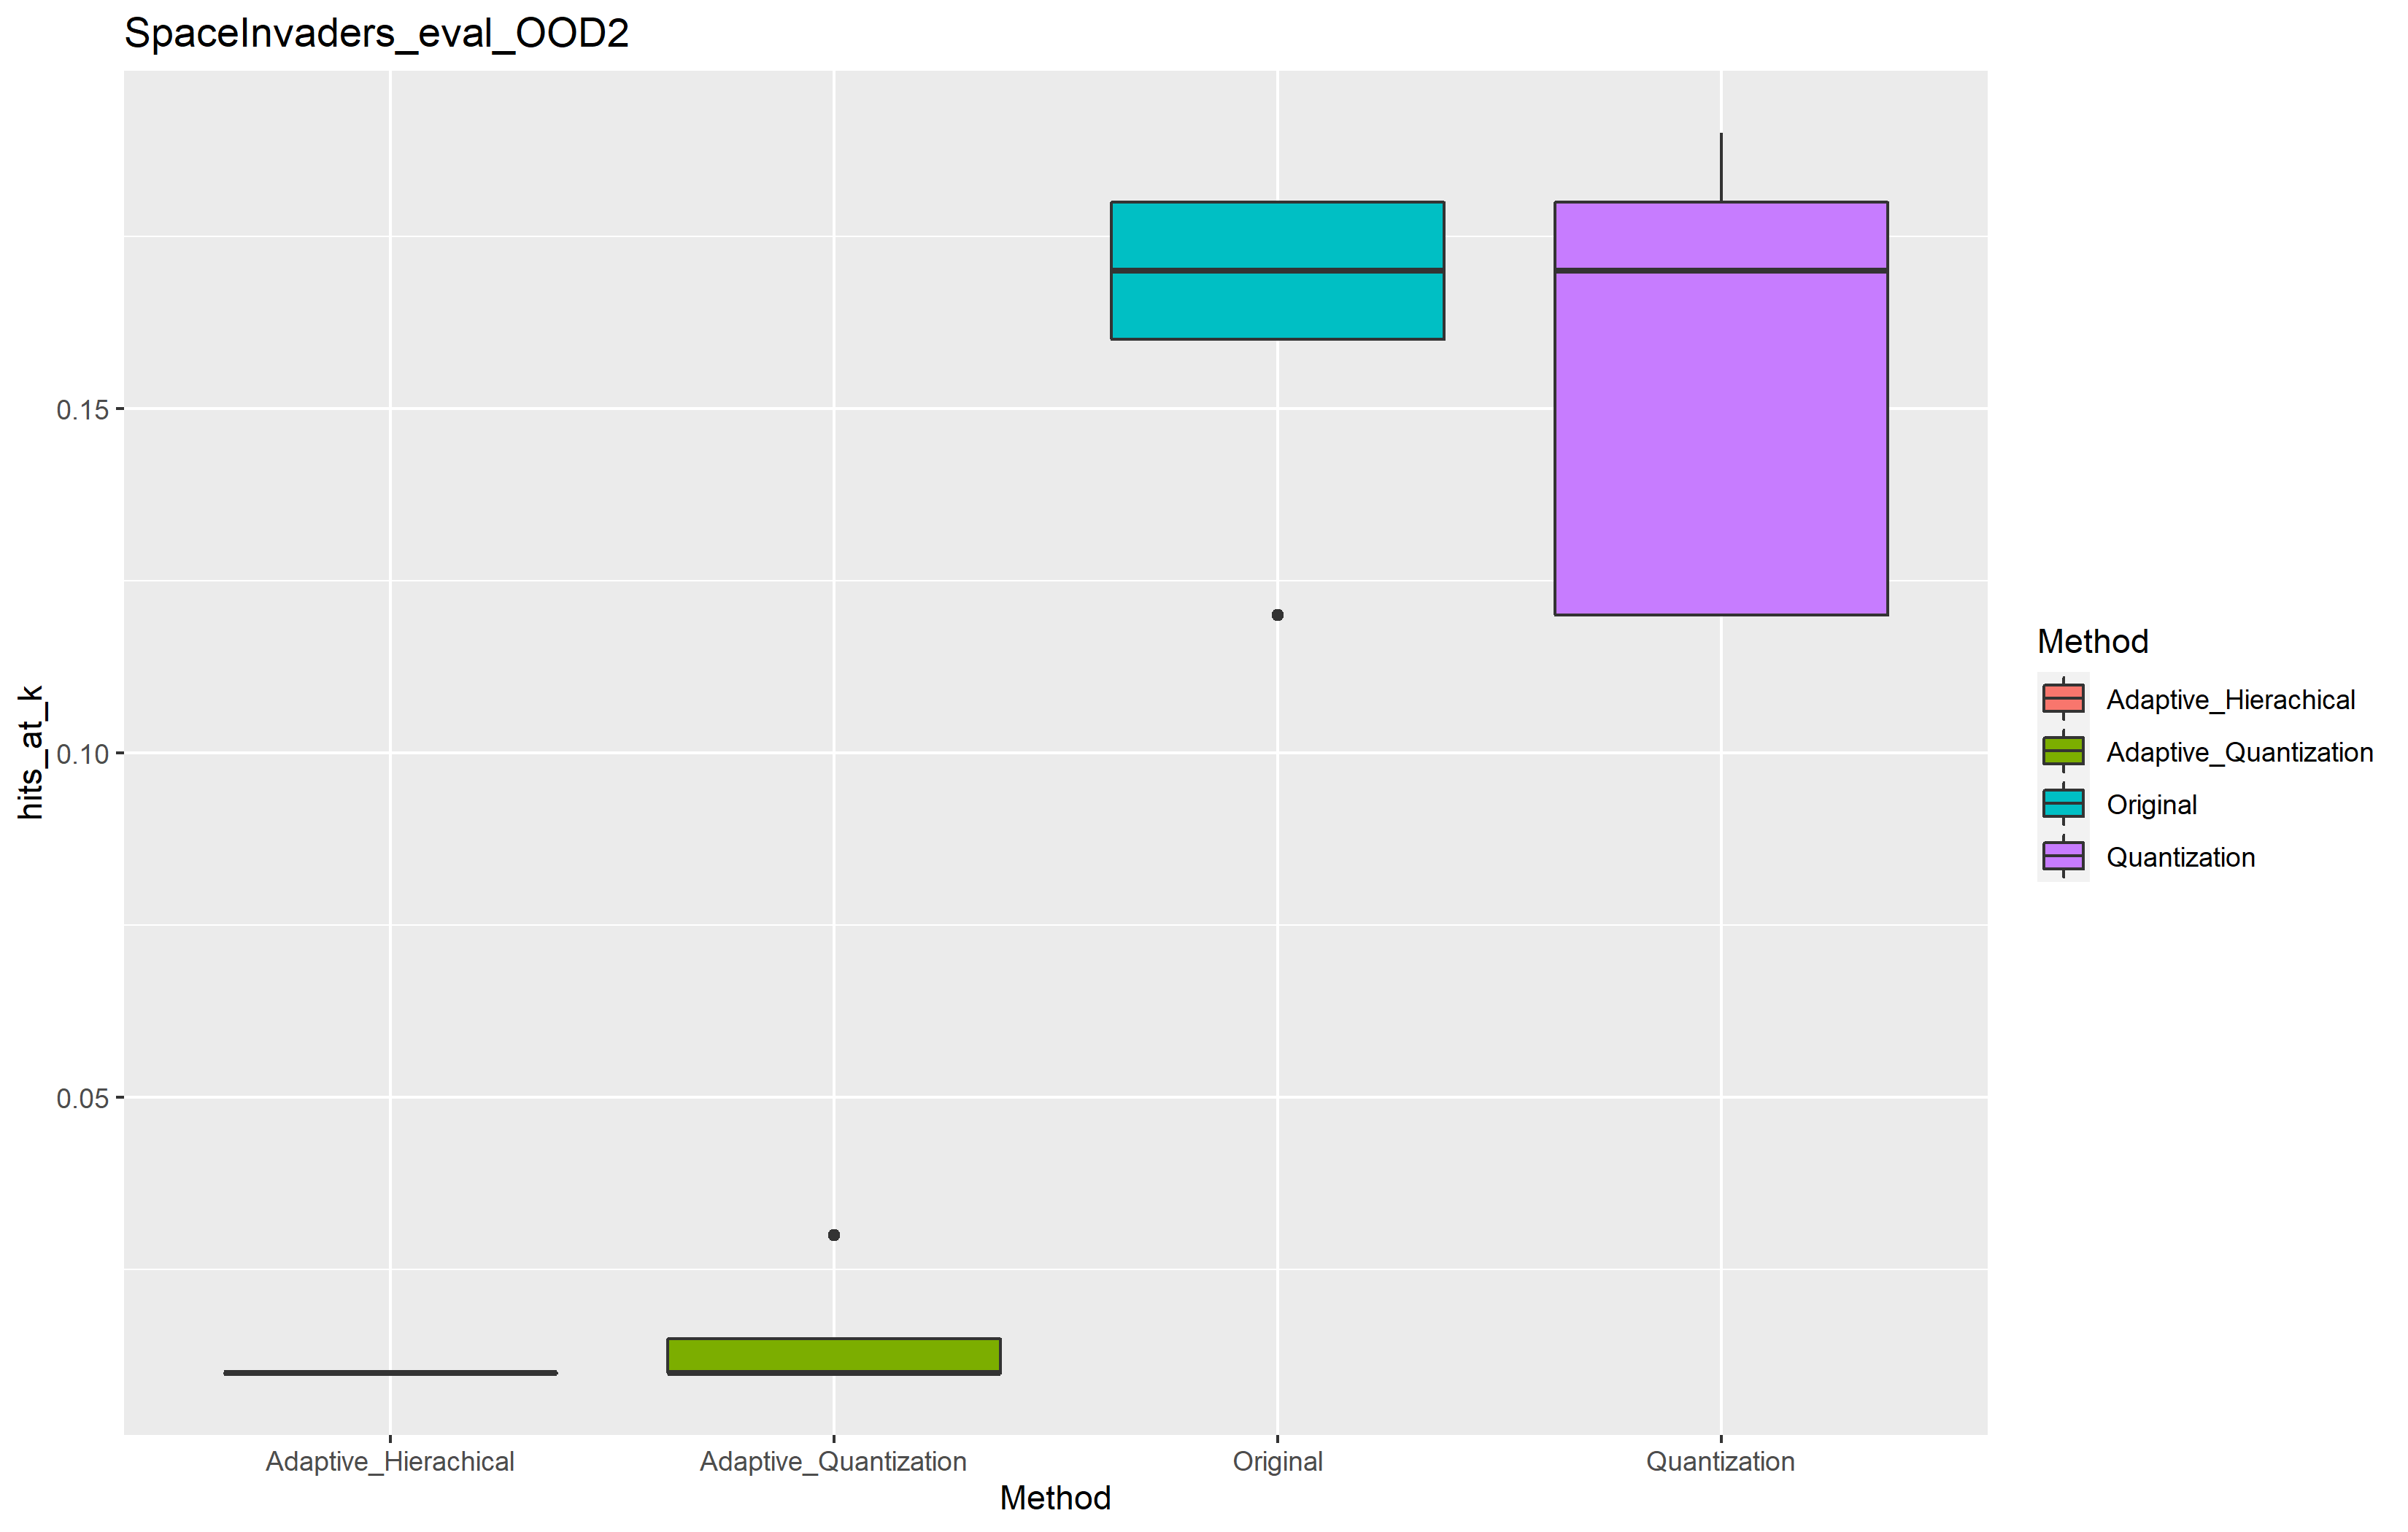 SpaceInvaders_eval_OOD2
hits_at_k
0.15
0.10
0.05
Adaptive_Hierachical
Adaptive_Quantization
Original
Quantization
Method
Method
Adaptive_Hierachical
Adaptive_Quantization
Original
Quantization